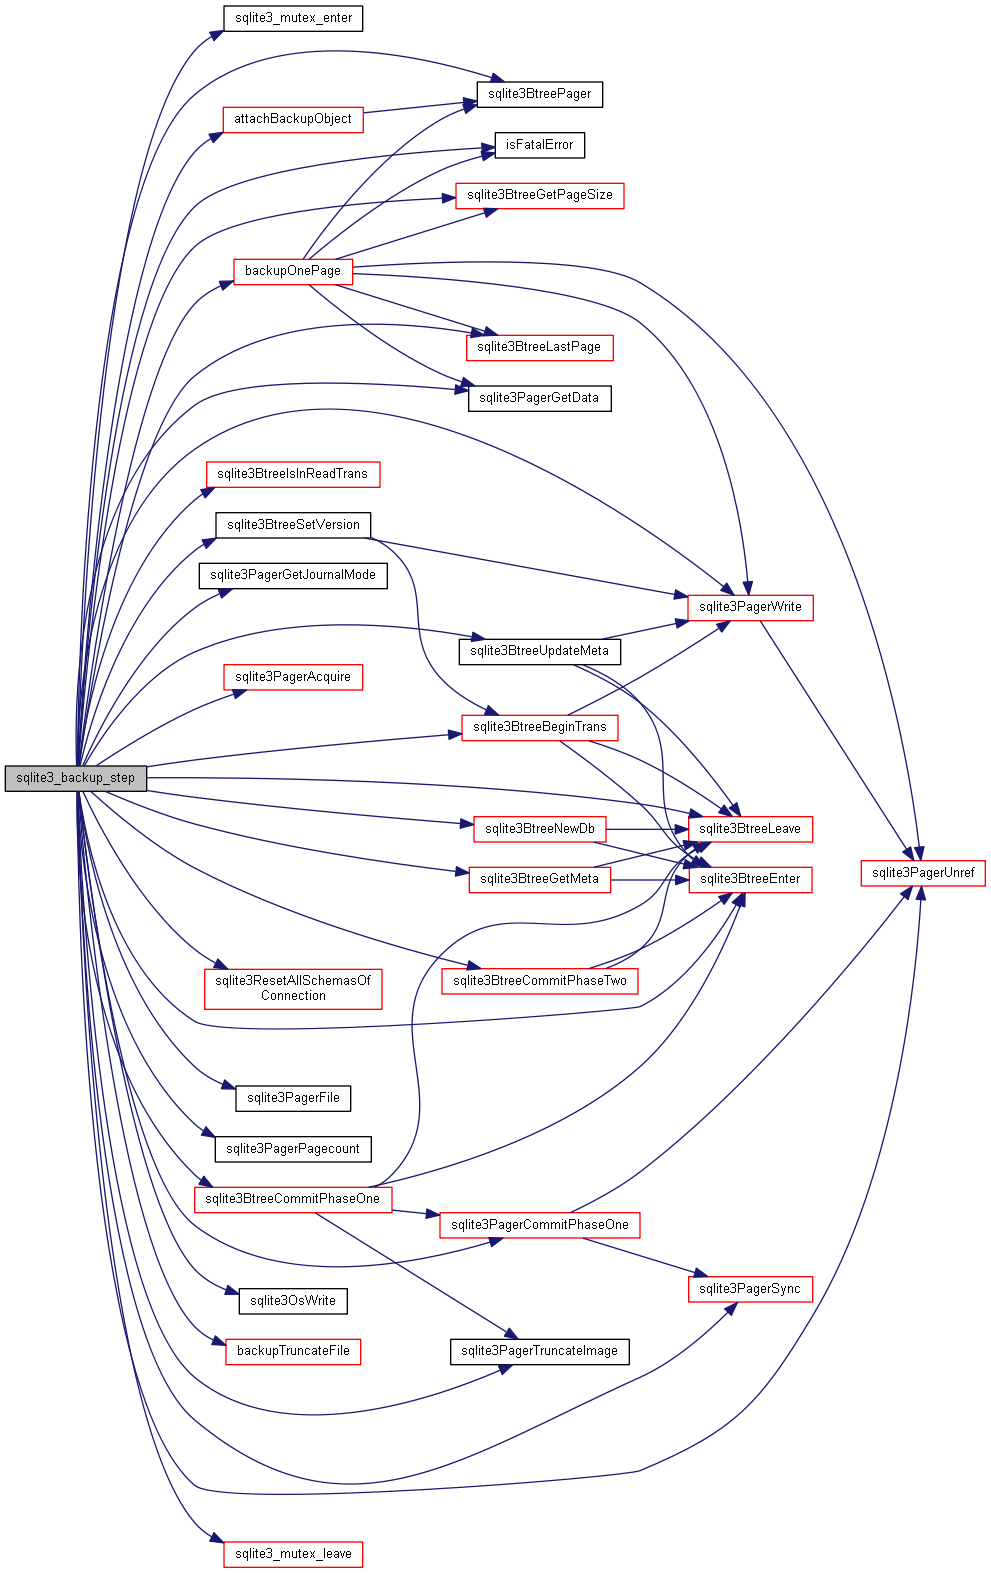 sqlite3_mutex_enter
sqlite3BtreePager
attachBackupObject
isFatalError
sqlite3BtreeGetPageSize
backupOnePage
sqlite3BtreeLastPage
sqlite3PagerGetData
sqlite3BtreeIsInReadTrans
sqlite3BtreeSetVersion
sqlite3PagerGetJournalMode
sqlite3PagerWrite
sqlite3BtreeUpdateMeta
sqlite3PagerAcquire
sqlite3BtreeBeginTrans
sqlite3_backup_step
sqlite3BtreeNewDb
sqlite3BtreeLeave
sqlite3BtreeGetMeta
sqlite3BtreeEnter
sqlite3PagerUnref
sqlite3ResetAllSchemasOf
Connection
sqlite3BtreeCommitPhaseTwo
sqlite3PagerFile
sqlite3PagerPagecount
sqlite3BtreeCommitPhaseOne
sqlite3PagerCommitPhaseOne
sqlite3PagerSync
sqlite3OsWrite
backupTruncateFile
sqlite3PagerTruncateImage
sqlite3_mutex_leave